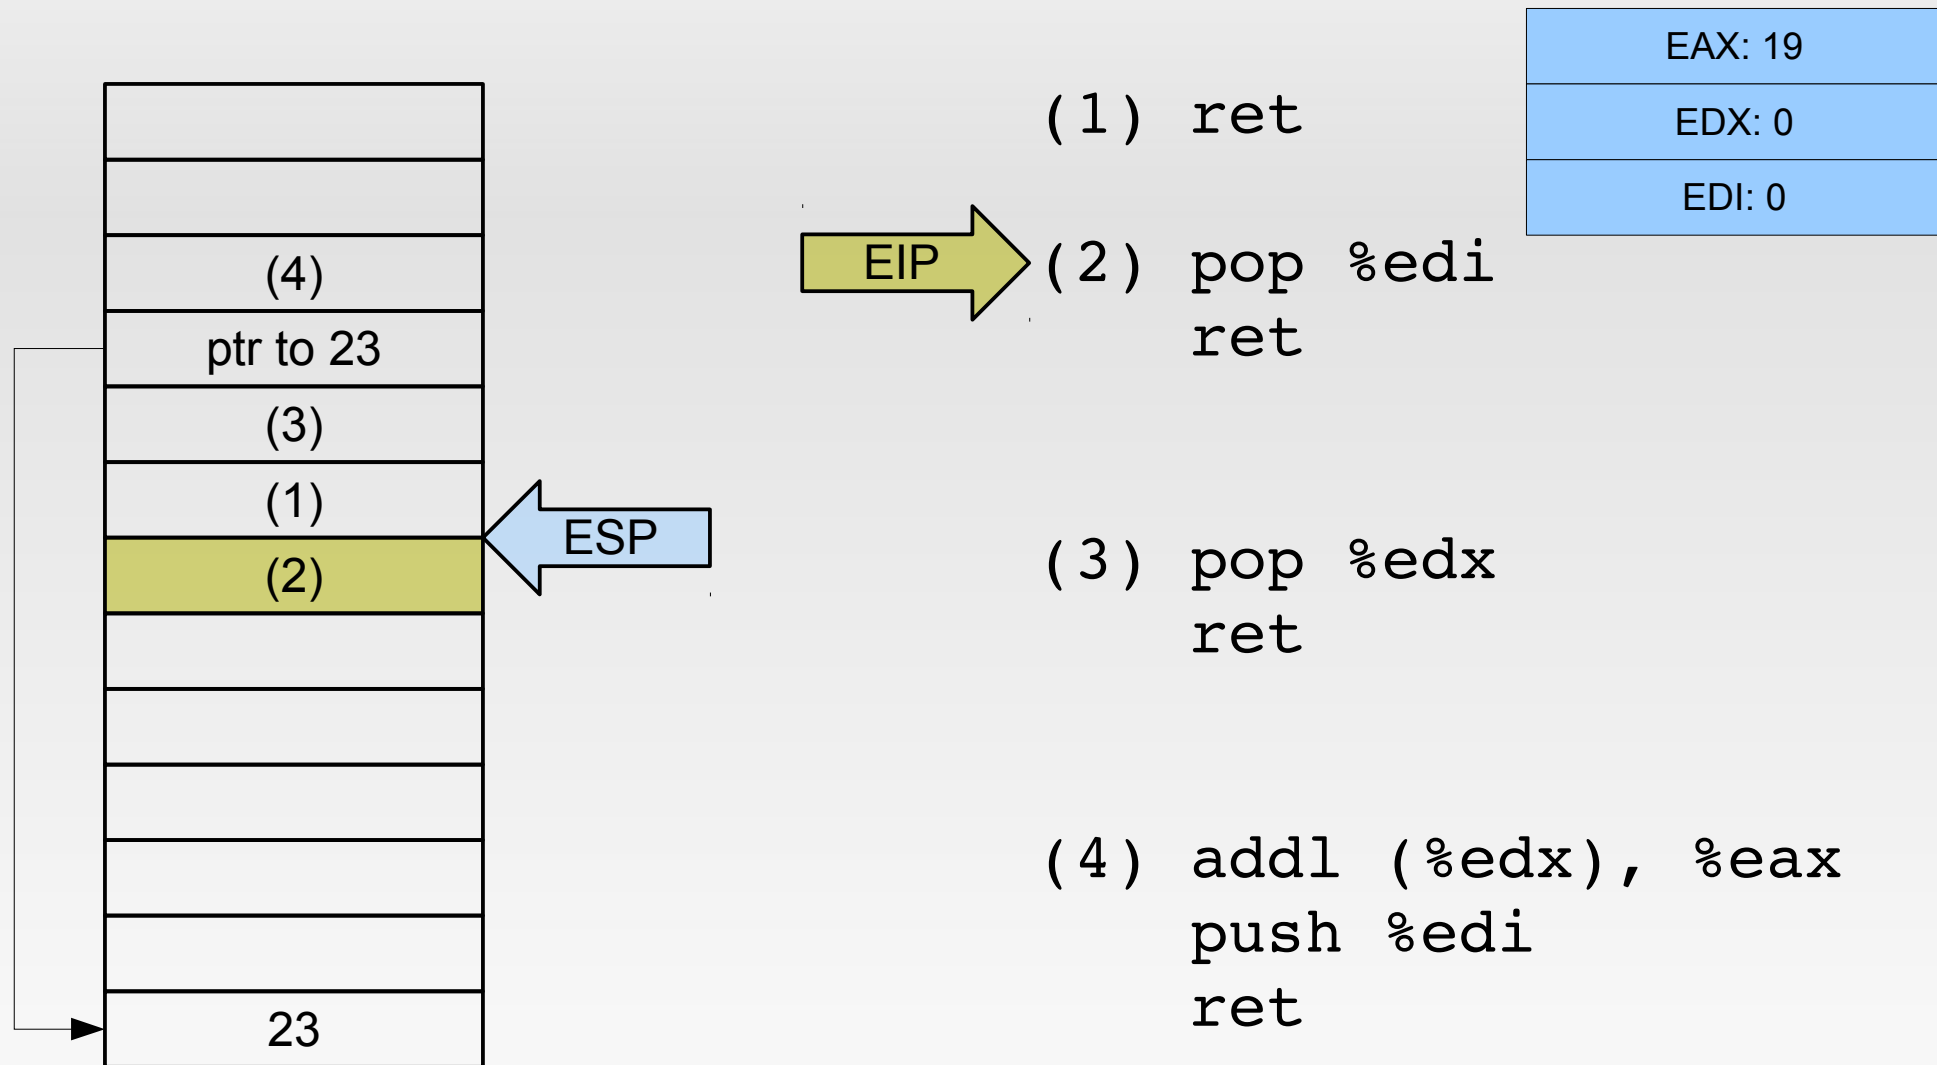 EAX: 19
EDX: 0
EDI: 0
(4)
ptr to 23
(3)
(1)
(2)
23
ESP
EIP
(1) ret
(2) pop %edi
ret
(3) pop %edx
ret
(4) addl (%edx), %eax
push %edi
ret